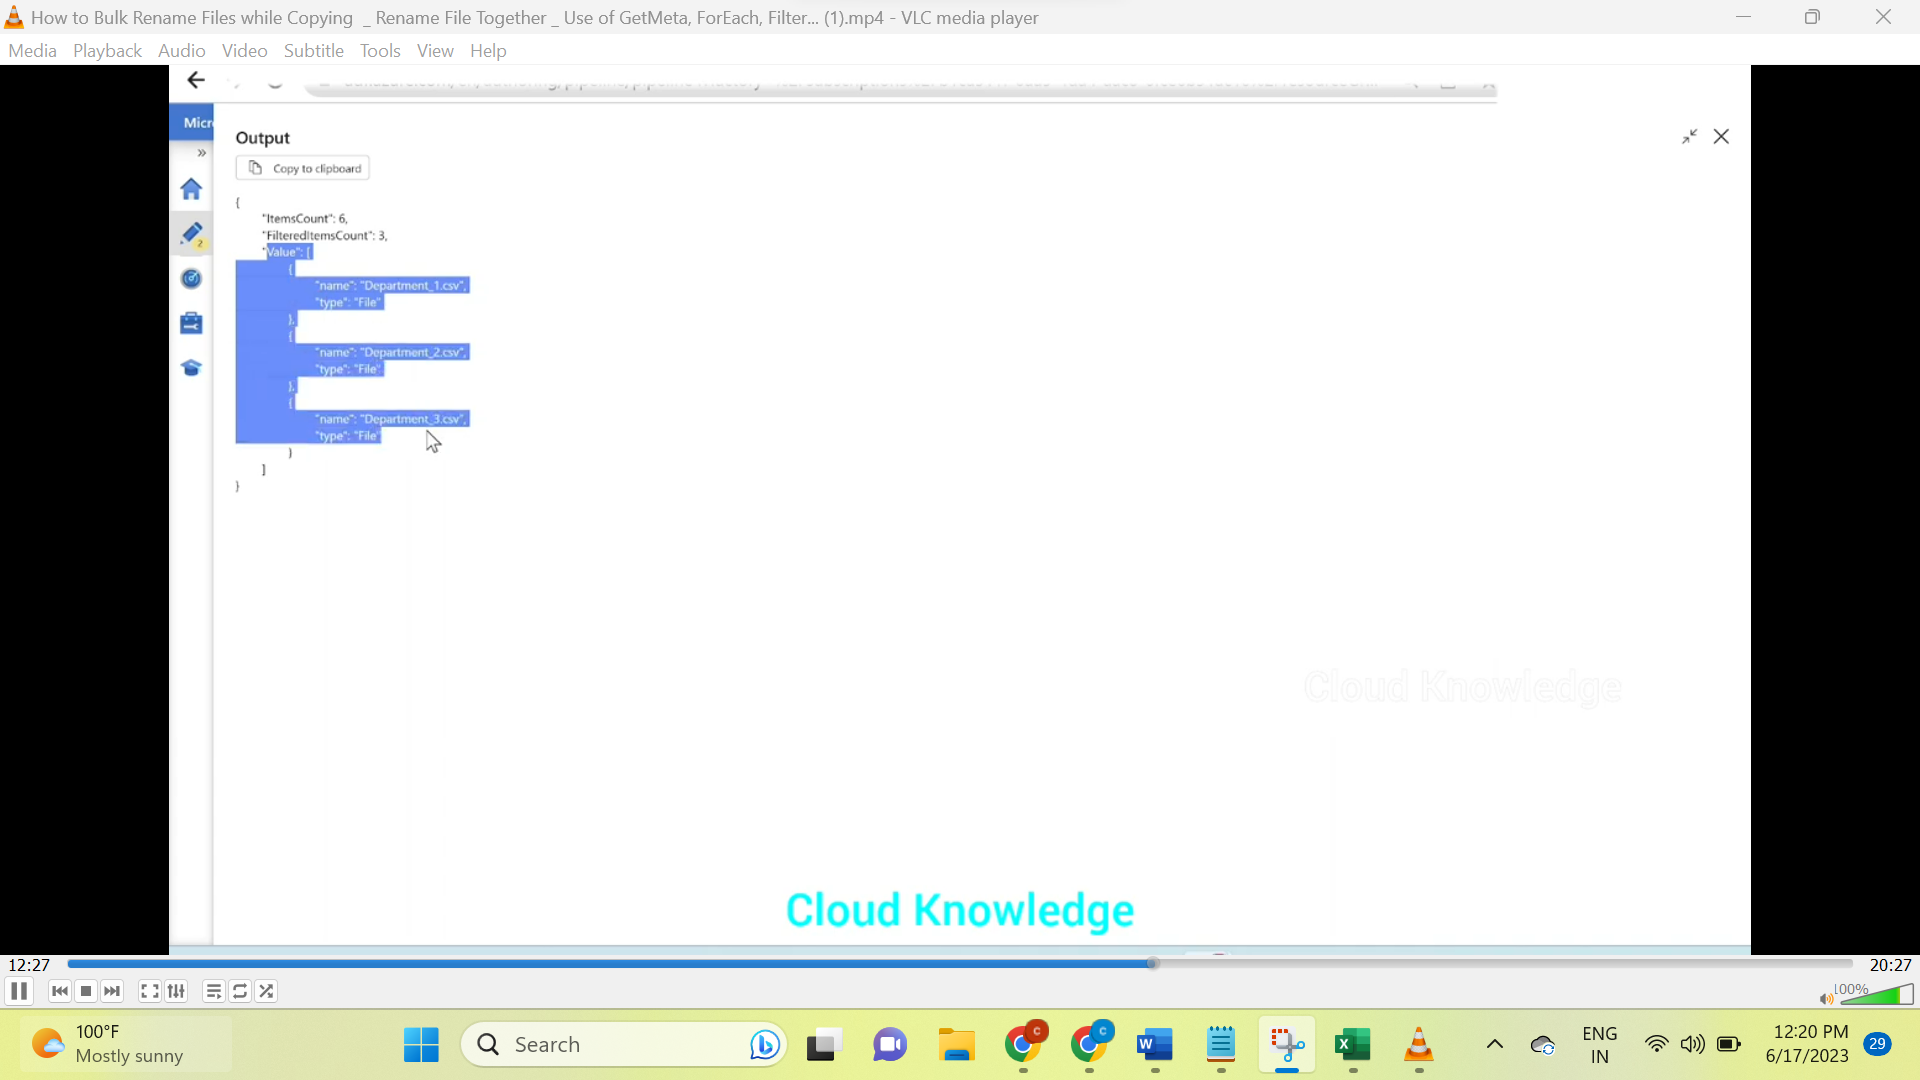 How to Bulk Rename Files while Copying _ Rename File Together _ Use of GetMeta, ForEach, Filter... (1).mp4 - VLC media player
Media Playback Audio Video Subtitle Tools View Help
Micr
»
Output
Copy to clipboard
{
"ItemsCount": 6,
"FilteredItemsCount": 3,
"Value": [
{
"name": "Department_1.csv",
"type": "File"
},
{
"name": "Department_2.csv",
"type": "File"
},
{
"name": "Department_3.csv",
"type": "File"
}
]
}
2
Cloud Knowledge
Cloud Knowledge
12:27
20:27
100%
100°F
Mostly sunny
Search
C
C
W
X
ENG
IN
12:20 PM
6/17/2023
29